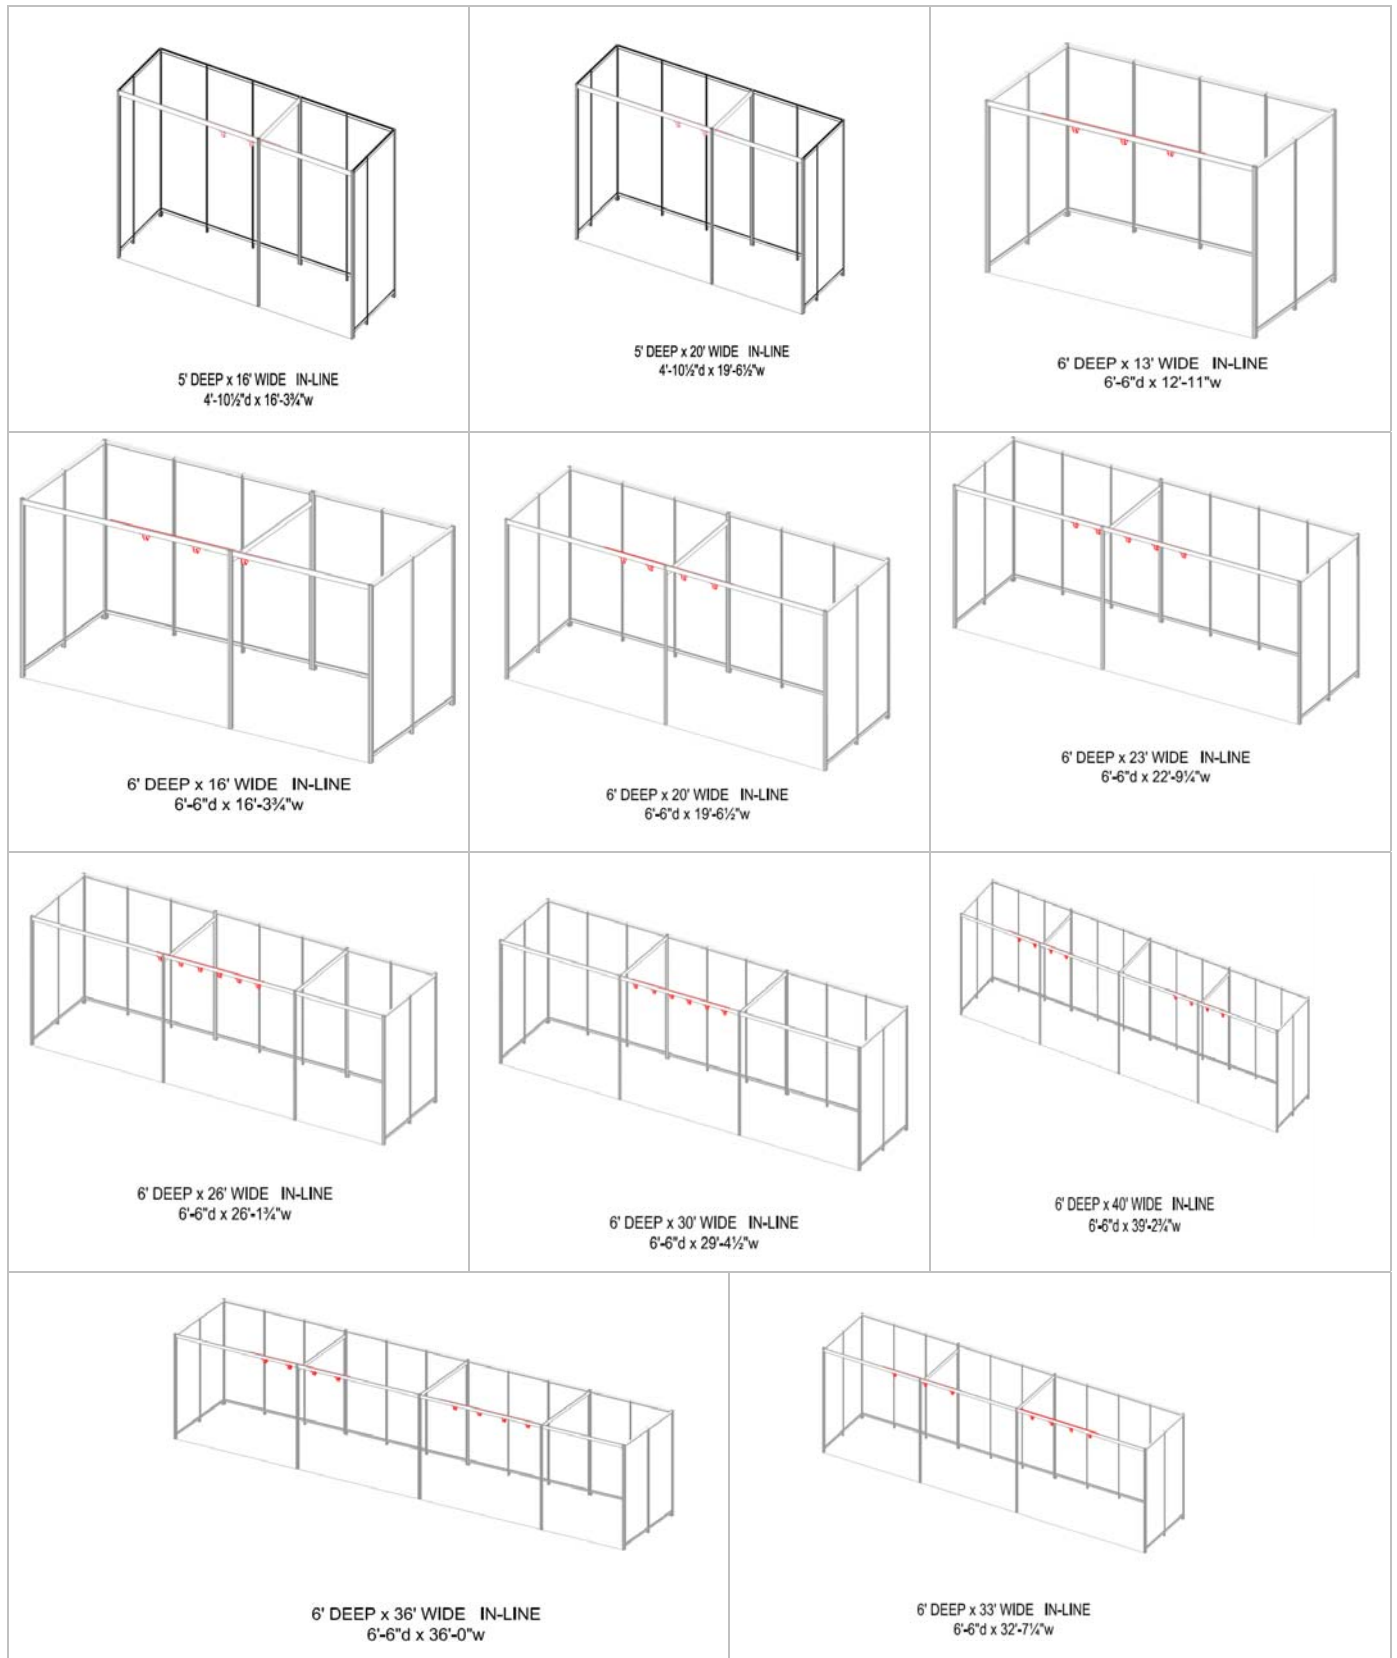 5' DEEP x 16' WIDE IN-LINE
4'-10½"d x 16'-3¾"w
5' DEEP x 20' WIDE IN-LINE
4'-10½"d x 19'-6½"w
6' DEEP x 13' WIDE IN-LINE
6'-6"d x 12'-11"w
6' DEEP x 16' WIDE IN-LINE
6'-6"d x 16'-3¾"w
6' DEEP x 20' WIDE IN-LINE
6'-6"d x 19'-6½"w
6' DEEP x 23' WIDE IN-LINE
6'-6"d x 22'-9¼"w
6' DEEP x 26' WIDE IN-LINE
6'-6"d x 26'-1¾"w
6' DEEP x 30' WIDE IN-LINE
6'-6"d x 29'-4½"w
6' DEEP x 40' WIDE IN-LINE
6'-6"d x 39'-2¾"w
6' DEEP x 36' WIDE IN-LINE
6'-6"d x 36'-0"w
6' DEEP x 33' WIDE IN-LINE
6'-6"d x 32'-7¼"w